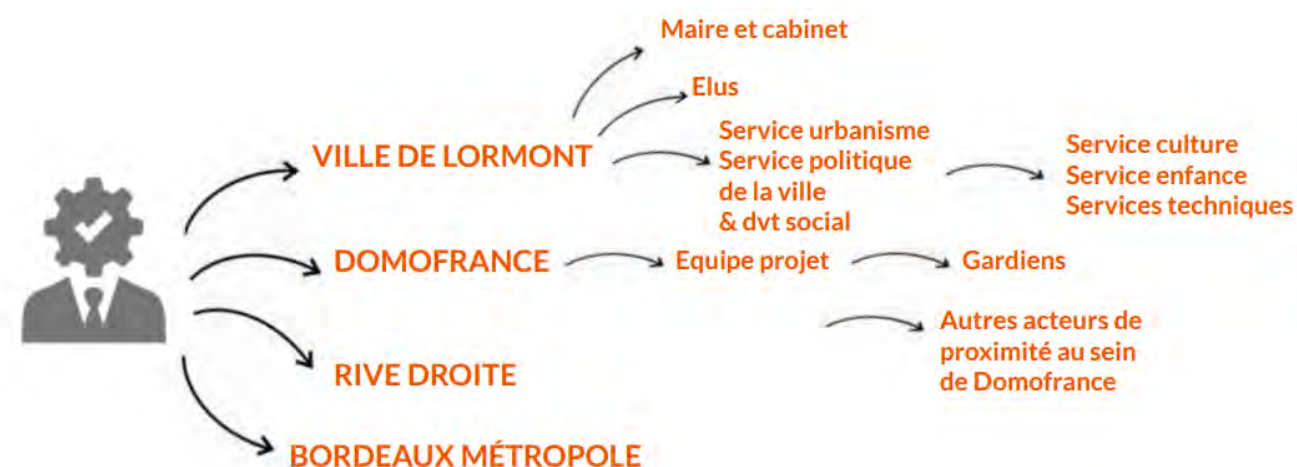 Maire et cabinet
Elus
VILLE DE LORMONT
Service urbanisme
Service politique
de la ville
& dvt social
Service culture
Service enfance
Services techniques
DOMOFRANCE
Equipe projet
Gardiens
Autres acteurs de
proximité au sein
de Domofrance
RIVE DROITE
BORDEAUX MÉTROPOLE